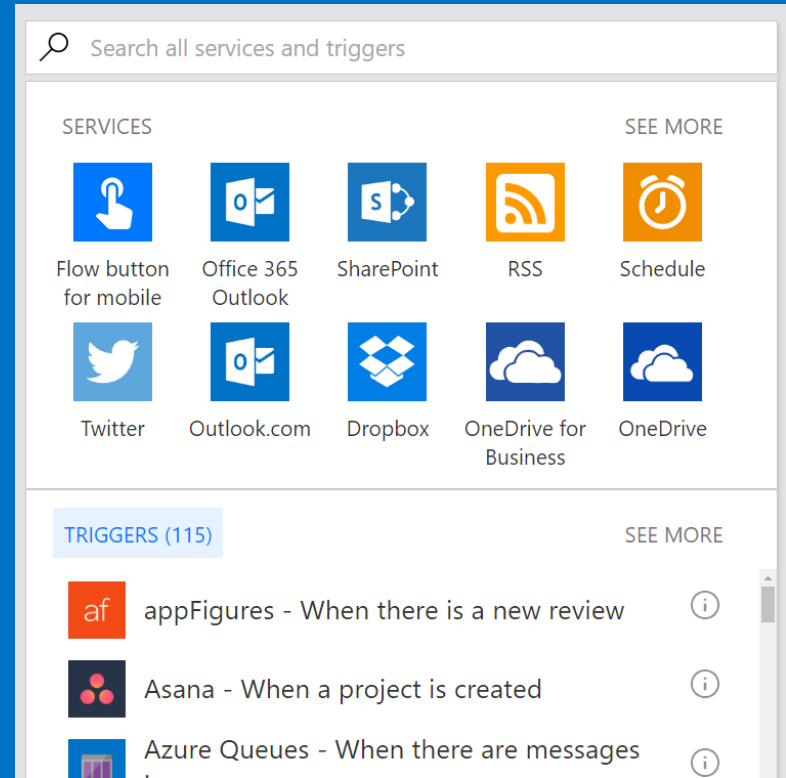 Search all services and triggers
SERVICES
SEE MORE
Flow button for mobile
Office 365 Outlook
SharePoint
RSS
Schedule
Twitter
Outlook.com
Dropbox
OneDrive for Business
OneDrive
TRIGGERS (115)
SEE MORE
af
appFigures - When there is a new review
Asana - When a project is created
Azure Queues - When there are messages